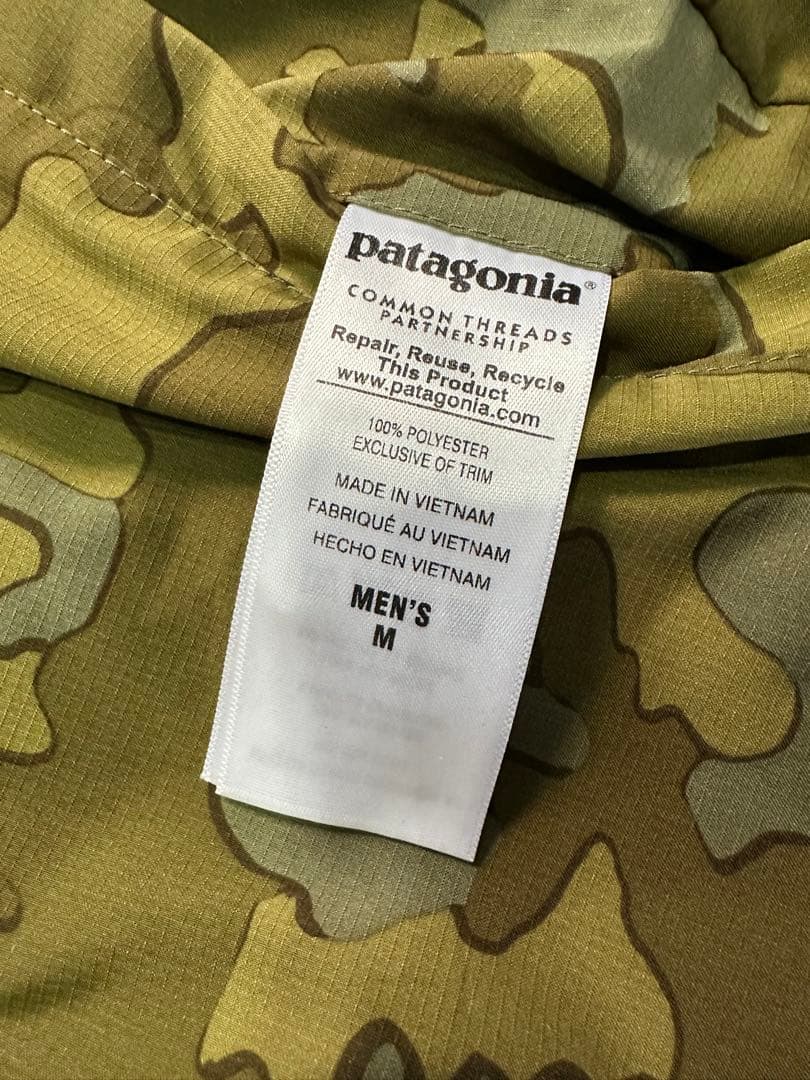 patagonia®
COMMON THREADS
PARTNERSHIP
Repair, Reuse, Recycle
This Product
www.patagonia.com
100% POLYESTER
EXCLUSIVE OF TRIM
MADE IN VIETNAM
FABRIQUÉ AU VIETNAM
HECHO EN VIETNAM
MEN'S
M